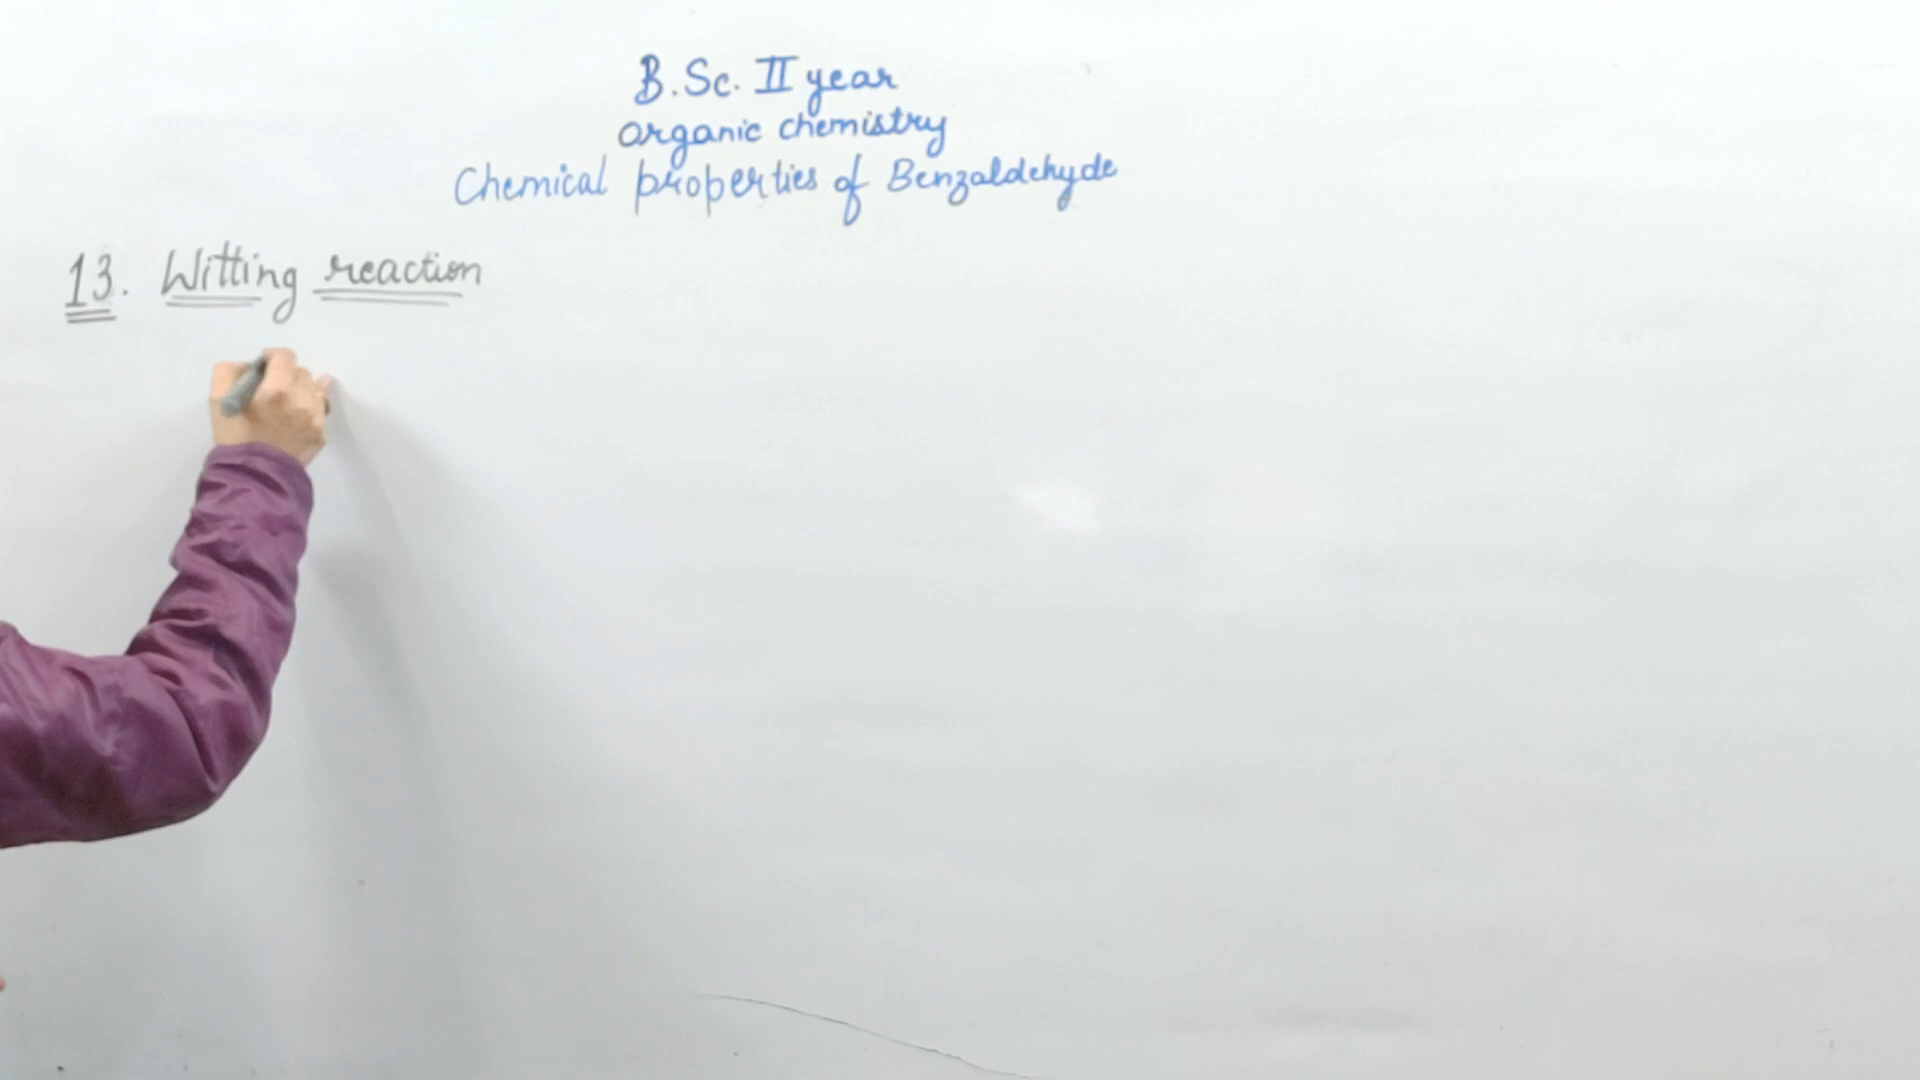 B.Sc. II year
Organic chemistry
Chemical properties of Benzaldehyde
13. Witting reaction